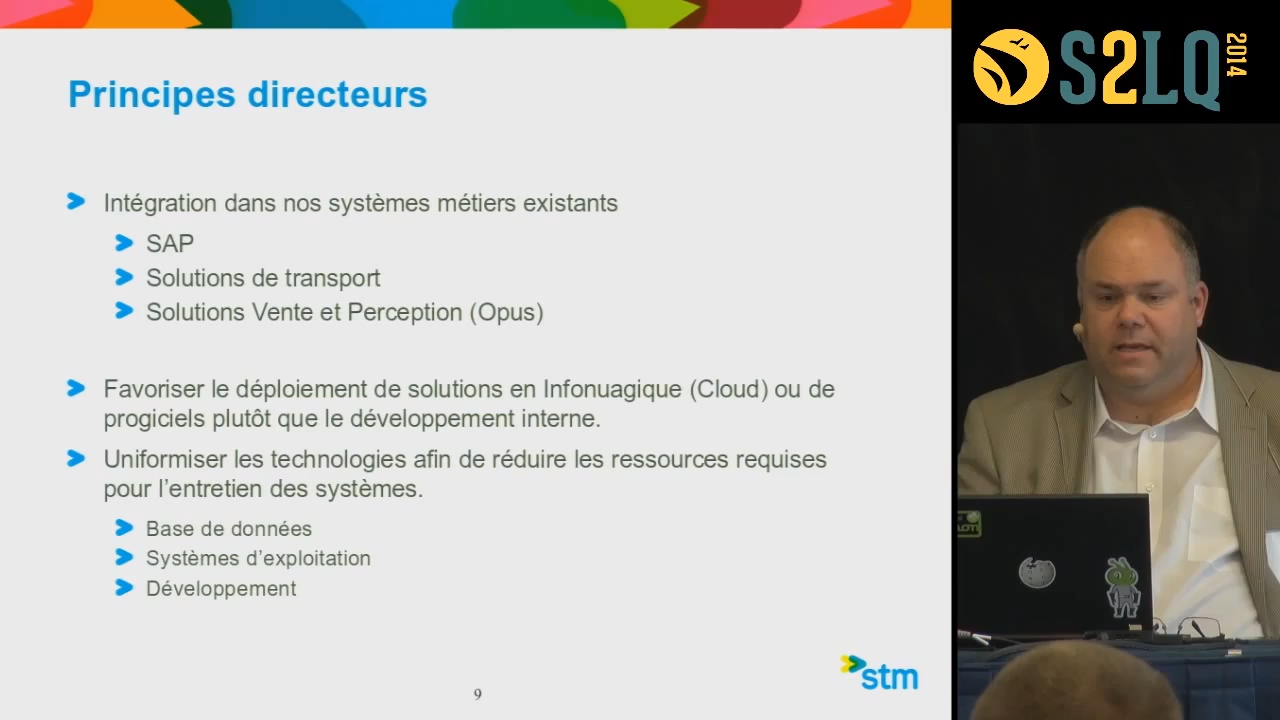 Principes directeurs
Intégration dans nos systèmes métiers existants
SAP
Solutions de transport
Solutions Vente et Perception (Opus)
Favoriser le déploiement de solutions en Infonuagique (Cloud) ou de
progiciels plutôt que le développement interne.
Uniformiser les technologies afin de réduire les ressources requises
pour l’entretien des systèmes.
Base de données
Systèmes d’exploitation
Développement
stm
9
S2LQ
2014